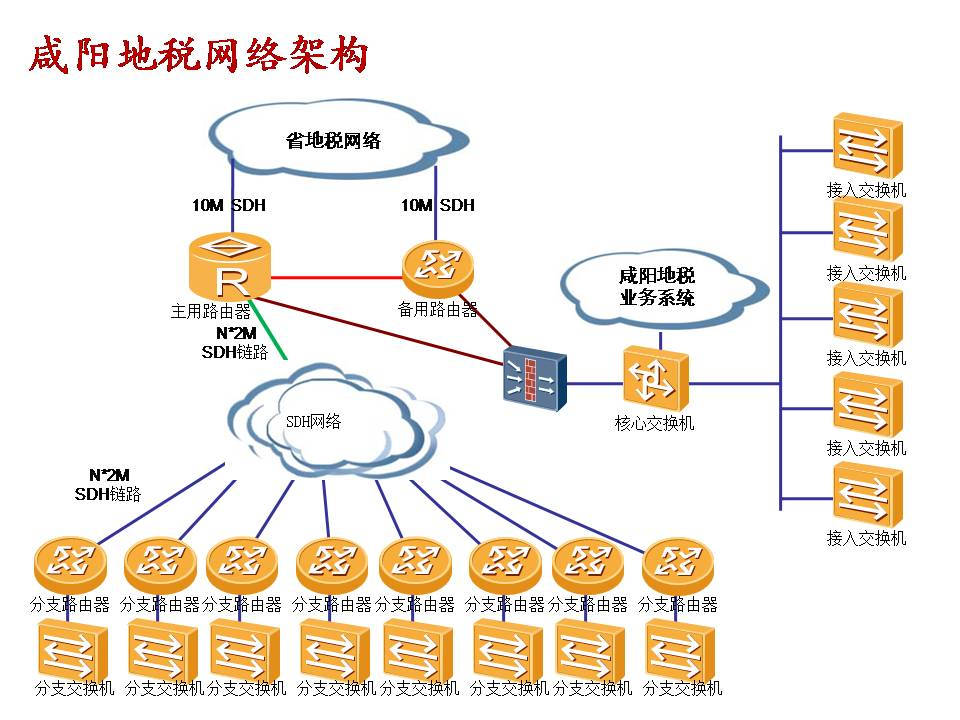 咸阳地税网络架构
省地税网络
10M SDH
10M SDH
接入交换机
接入交换机
接入交换机
接入交换机
接入交换机
R
主用路由器
备用路由器
咸阳地税
业务系统
N*2M
SDH链路
核心交换机
SDH网络
N*2M
SDH链路
分支路由器 分支路由器 分支路由器 分支路由器 分支路由器 分支路由器 分支路由器 分支路由器
分支交换机 分支交换机 分支交换机 分支交换机 分支交换机 分支交换机 分支交换机 分支交换机